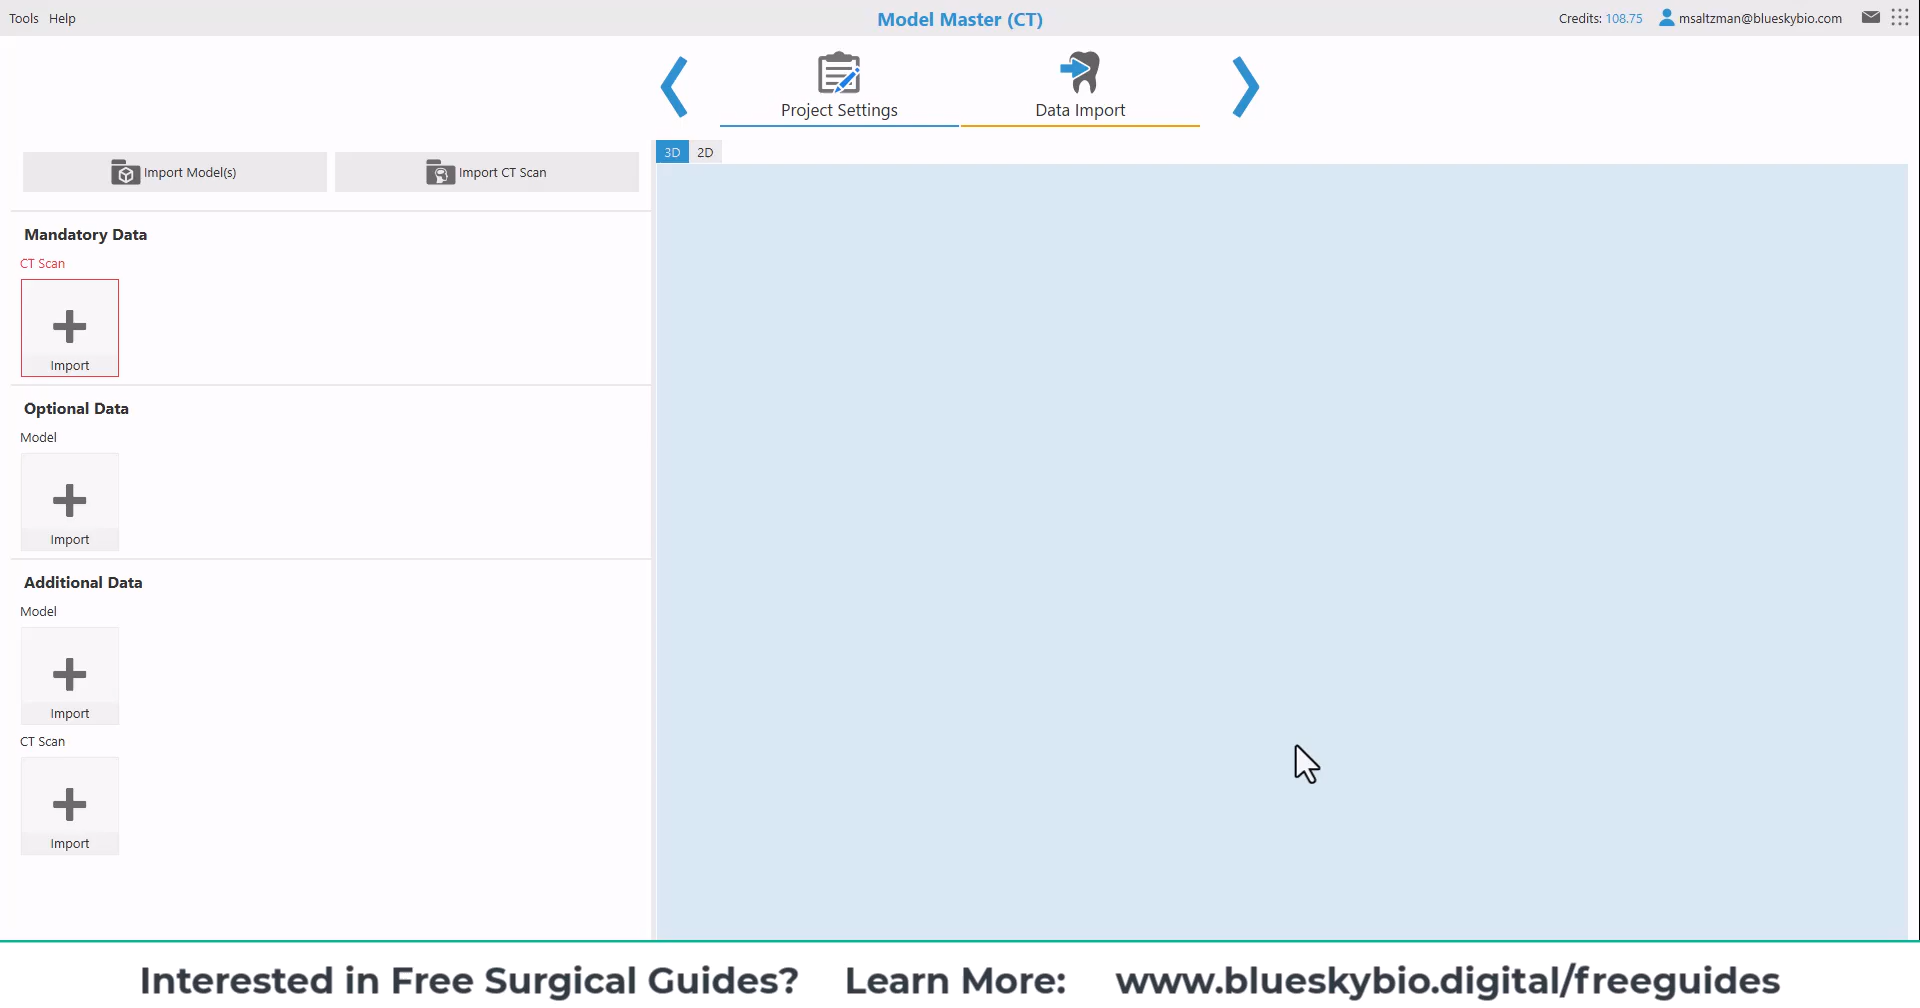 Tools Help
Model Master (CT)
Credits: 108.75 msaltzman@blueskybio.com
Project Settings
Data Import
Import Model(s)
Import CT Scan
3D 2D
Mandatory Data
CT Scan
Import
Optional Data
Model
Import
Additional Data
Model
Import
CT Scan
Import
Interested in Free Surgical Guides? Learn More: www.blueskybio.digital/freeguides